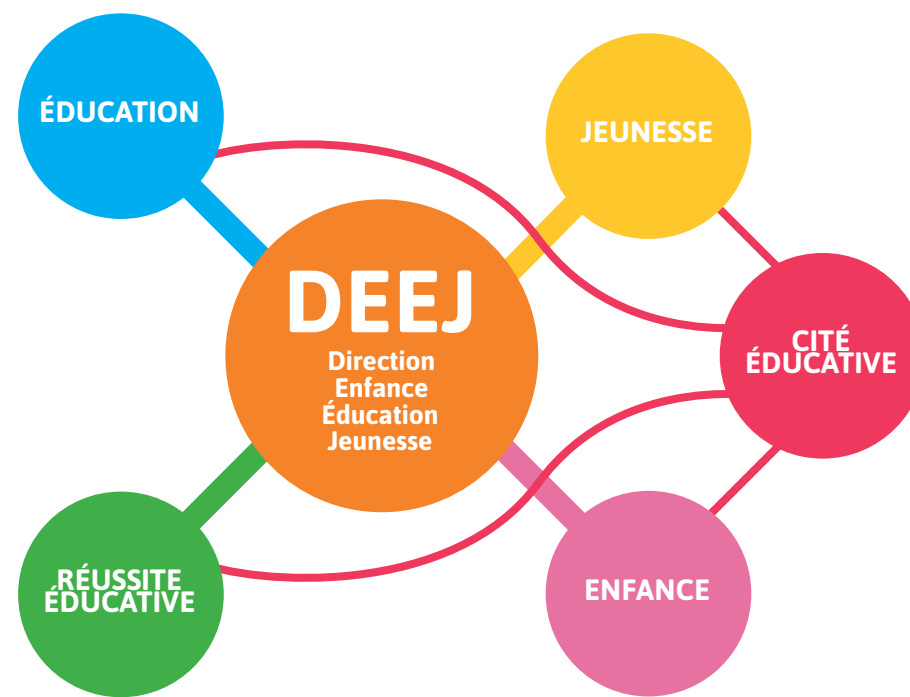 ÉDUCATION
JEUNESSE
DEEJ
Direction
Enfance
Éducation
Jeunesse
CITÉ
ÉDUCATIVE
RÉUSSITE
ÉDUCATIVE
ENFANCE